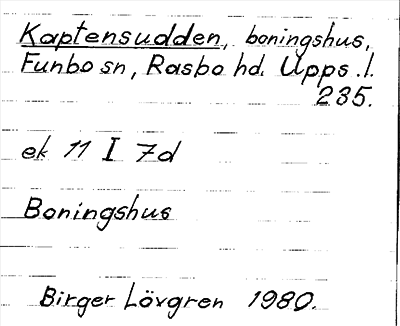 Kaptensudden, boningshus,
Funbo sn, Rasbo hd. Upps. l.
235.
ek 11 I 7d
Boningshus
Birger Lövgren 1980.